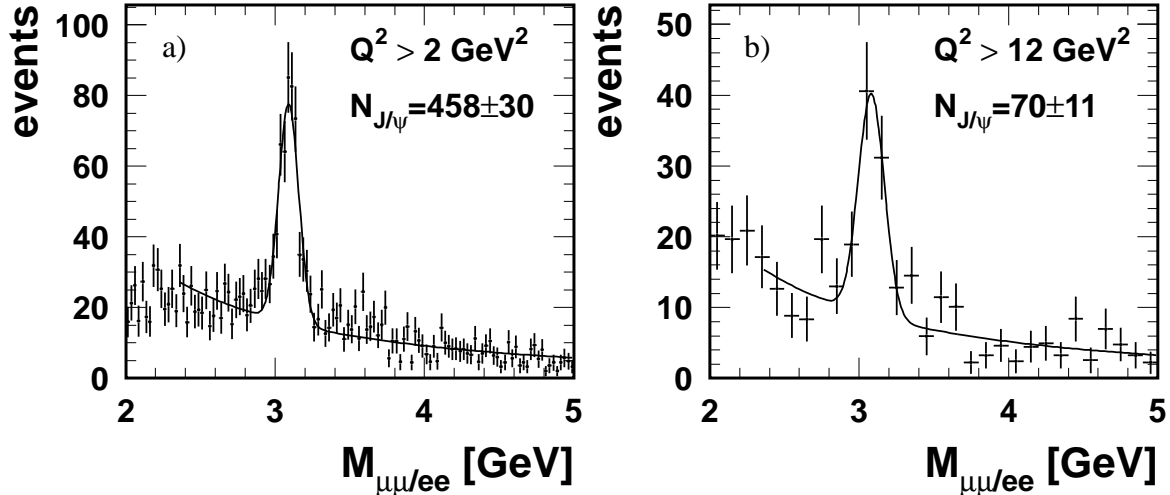 events
100
80
60
40
20
0
a)
Q² > 2 GeV²
N_J/ψ=458±30
2 3 4 5
M_μμ/ee [GeV]
events
50
40
30
20
10
0
b)
Q² > 12 GeV²
N_J/ψ=70±11
2 3 4 5
M_μμ/ee [GeV]